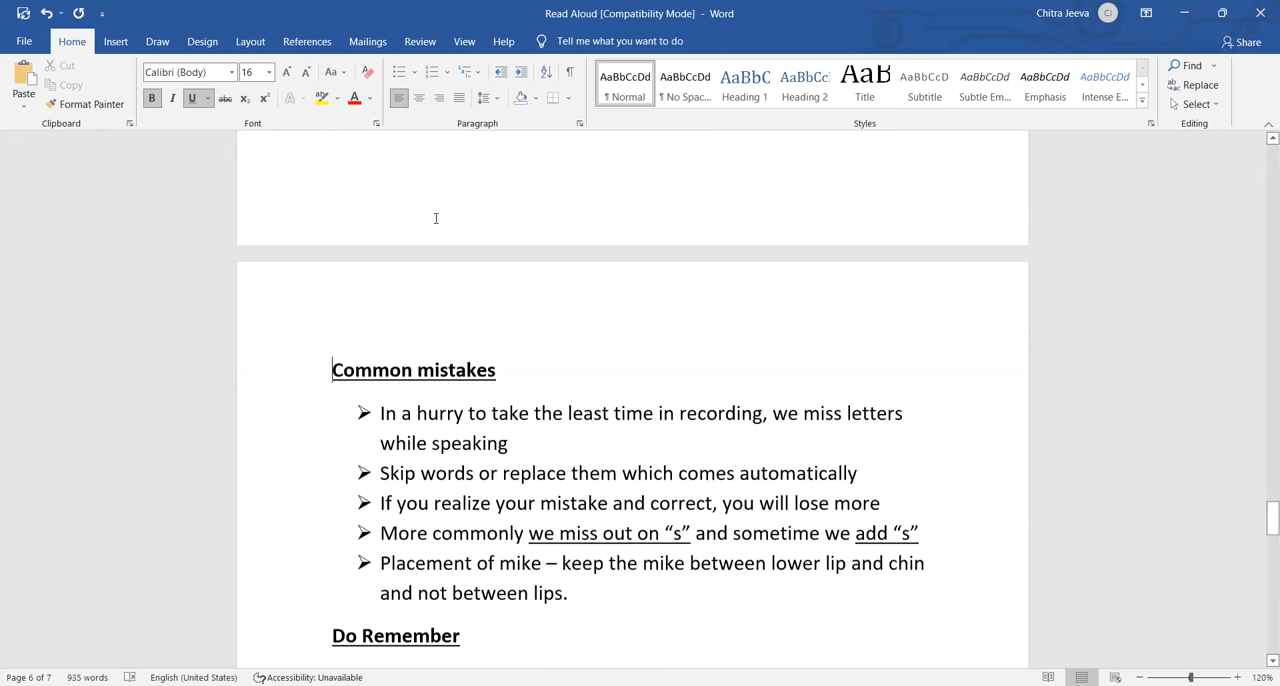 Read Aloud [Compatibility Mode] - Word
Chitra Jeeva
CJ
File Home Insert Draw Design Layout References Mailings Review View Help Tell me what you want to do
Share
Paste
Cut
Copy
Format Painter
Clipboard
Calibri (Body) 16
Font
Paragraph
AaBbCcDd AaBbCcDd AaBbC AaBbCc AaB AaBbCcD AaBbCcDd AaBbCcDd AaBbCcDd
¶ Normal ¶ No Spac... Heading 1 Heading 2 Title Subtitle Subtle Em... Emphasis Intense E...
Styles
Find
Replace
Select
Editing
Common mistakes
In a hurry to take the least time in recording, we miss letters
while speaking
Skip words or replace them which comes automatically
If you realize your mistake and correct, you will lose more
More commonly we miss out on “s” and sometime we add “s”
Placement of mike – keep the mike between lower lip and chin
and not between lips.
Do Remember
Page 6 of 7 935 words English (United States) Accessibility: Unavailable 120%